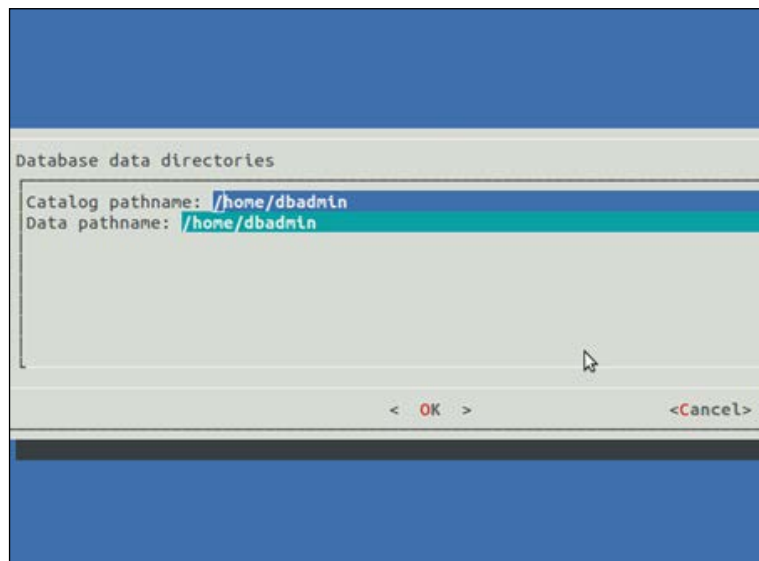 Database data directories
Catalog pathname: /home/dbadmin
Data pathname: /home/dbadmin
< OK > <Cancel>